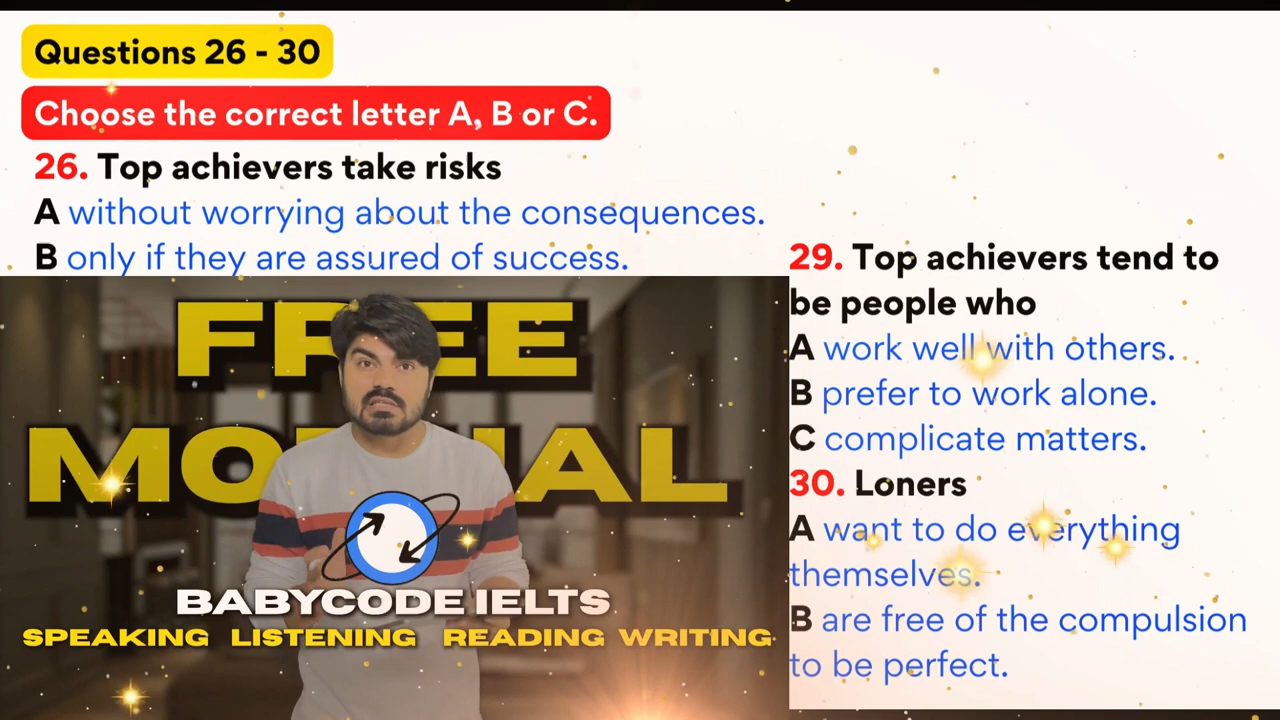 Questions 26 - 30
Choose the correct letter A, B or C.
26. Top achievers take risks
A without worrying about the consequences.
B only if they are assured of success.
29. Top achievers tend to
be people who
A work well with others.
B prefer to work alone.
C complicate matters.
30. Loners
A want to do everything
themselves.
B are free of the compulsion
to be perfect.
BABYCODE IELTS
SPEAKING LISTENING READING WRITING